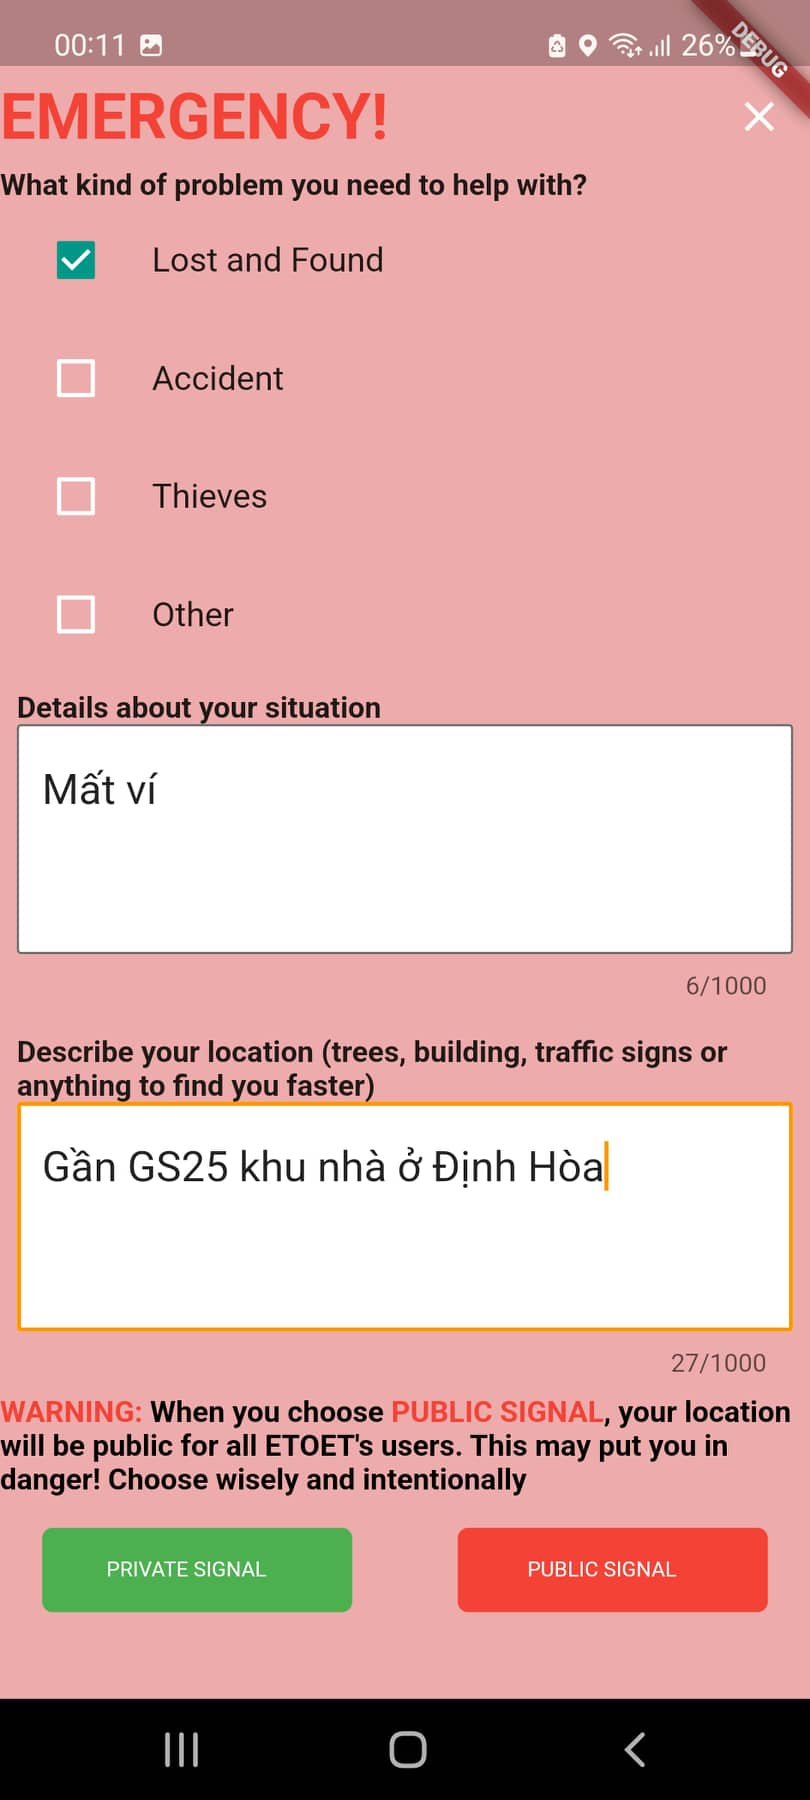 00:11
26%
DEBUG
EMERGENCY!
What kind of problem you need to help with?
Lost and Found
Accident
Thieves
Other
Details about your situation
Mất ví
6/1000
Describe your location (trees, building, traffic signs or
anything to find you faster)
Gần GS25 khu nhà ở Định Hòa
27/1000
WARNING: When you choose PUBLIC SIGNAL, your location
will be public for all ETOET's users. This may put you in
danger! Choose wisely and intentionally
PRIVATE SIGNAL
PUBLIC SIGNAL